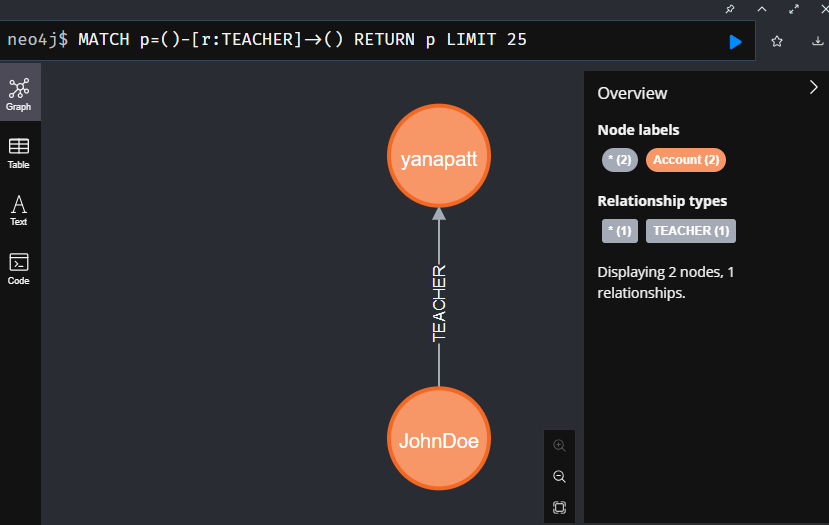 neo4j$ MATCH p=()-[r:TEACHER]→() RETURN p LIMIT 25
Graph
Table
Text
Code
yanapatt
TEACHER
JohnDoe
Overview
Node labels
* (2) Account (2)
Relationship types
* (1) TEACHER (1)
Displaying 2 nodes, 1
relationships.